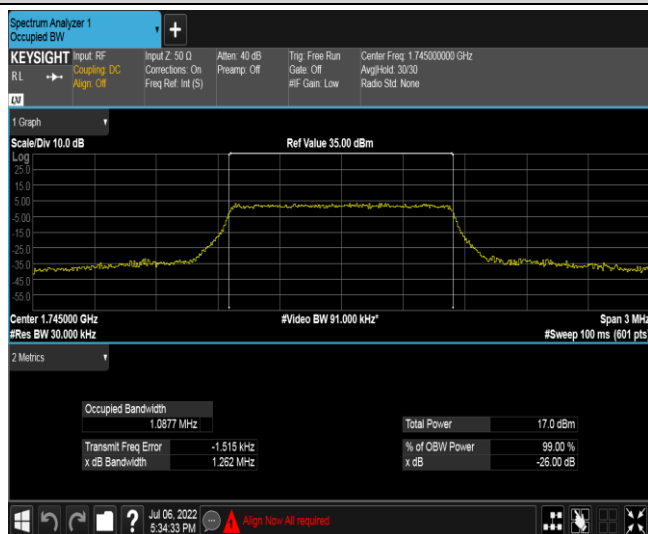 Spectrum Analyzer 1
Occupied BW
+
KEYSIGHT Input: RF Input Z: 50 Ω Atten: 40 dB Trig: Free Run Center Freq: 1.745000000 GHz
R L Coupling: DC Corrections: On Preamp: Off Gate: Off Avg|Hold: 30/30
Align: Off Freq Ref: Int (S) #IF Gain: Low Radio Std: None
LXI
1 Graph
Scale/Div 10.0 dB Ref Value 35.00 dBm
Log
25.0
15.0
5.00
-5.00
-15.0
-25.0
-35.0
-45.0
-55.0
Center 1.745000 GHz #Video BW 91.000 kHz* Span 3 MHz
#Res BW 30.000 kHz #Sweep 100 ms (601 pts)
2 Metrics
Occupied Bandwidth
1.0877 MHz Total Power 17.0 dBm
Transmit Freq Error -1.515 kHz % of OBW Power 99.00 %
x dB Bandwidth 1.262 MHz x dB -26.00 dB
? Jul 06, 2022
5:34:33 PM
Align Now All required